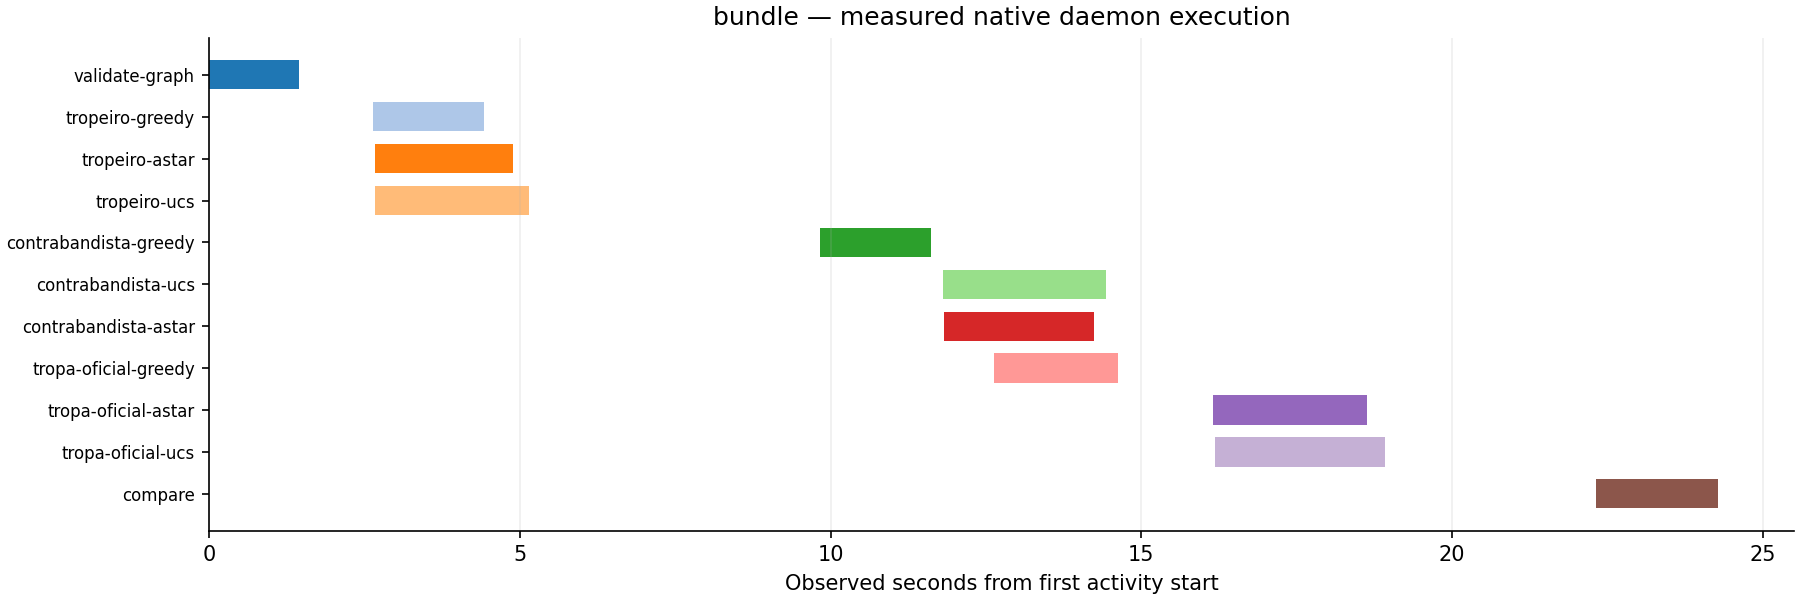 bundle — measured native daemon execution
validate-graph
tropeiro-greedy
tropeiro-astar
tropeiro-ucs
contrabandista-greedy
contrabandista-ucs
contrabandista-astar
tropa-oficial-greedy
tropa-oficial-astar
tropa-oficial-ucs
compare
0 5 10 15 20 25
Observed seconds from first activity start